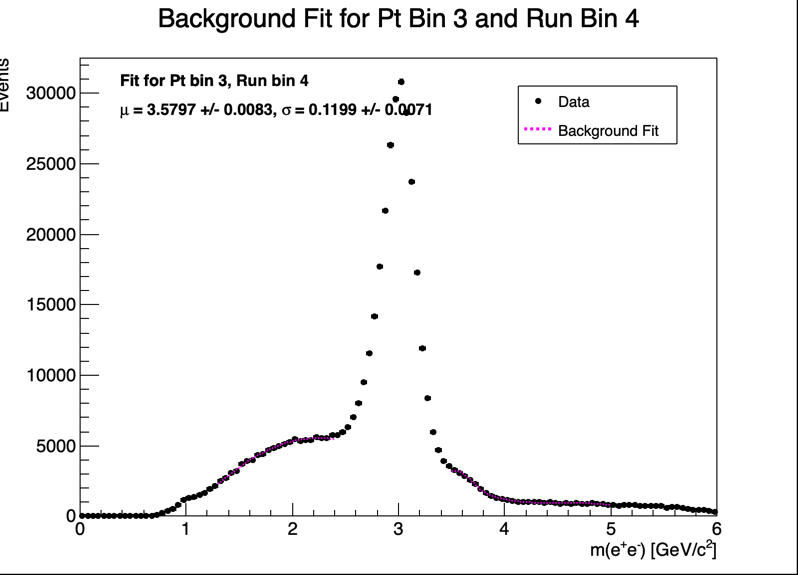 Background Fit for Pt Bin 3 and Run Bin 4
Events
Fit for Pt bin 3, Run bin 4
μ = 3.5797 +/- 0.0083, σ = 0.1199 +/- 0.0071
Data
Background Fit
30000
25000
20000
15000
10000
5000
0
0 1 2 3 4 5 6
m(e⁺e⁻) [GeV/c²]